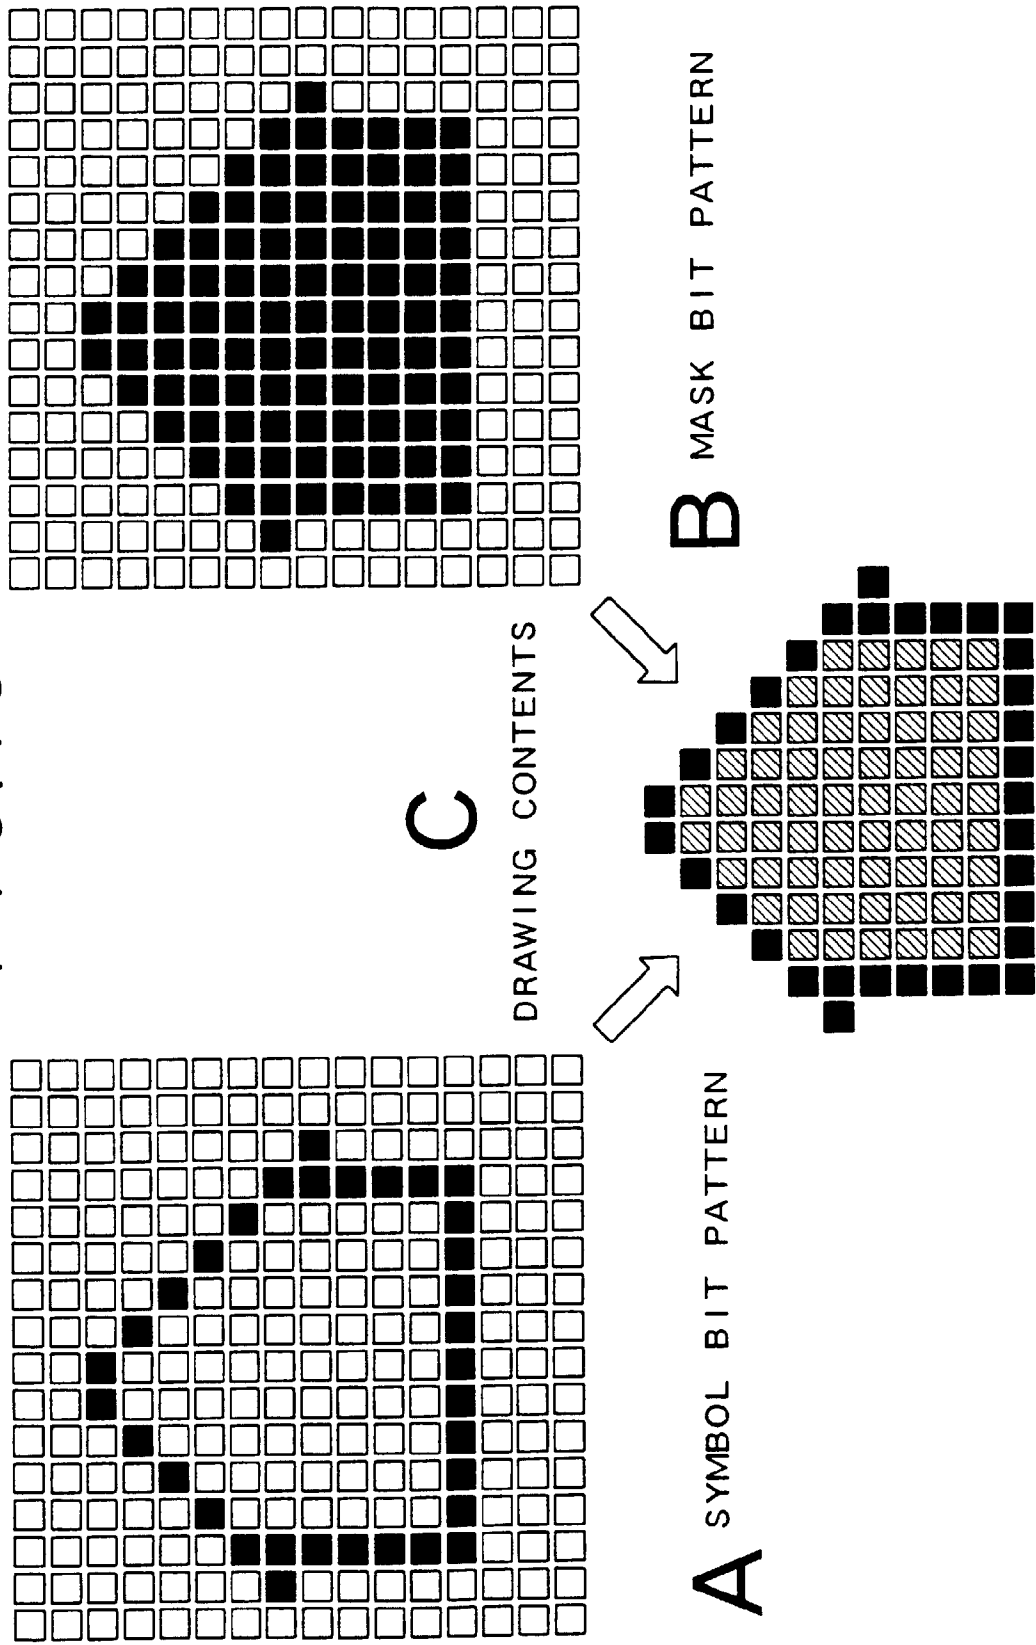 A SYMBOL BIT PATTERN
B MASK BIT PATTERN
C
DRAWING CONTENTS